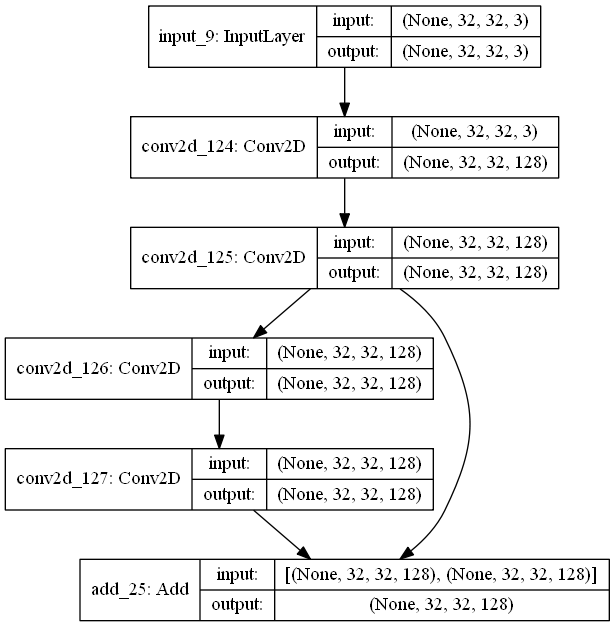 input_9: InputLayer
input: (None, 32, 32, 3)
output: (None, 32, 32, 3)
conv2d_124: Conv2D
input: (None, 32, 32, 3)
output: (None, 32, 32, 128)
conv2d_125: Conv2D
input: (None, 32, 32, 128)
output: (None, 32, 32, 128)
conv2d_126: Conv2D
input: (None, 32, 32, 128)
output: (None, 32, 32, 128)
conv2d_127: Conv2D
input: (None, 32, 32, 128)
output: (None, 32, 32, 128)
add_25: Add
input: [(None, 32, 32, 128), (None, 32, 32, 128)]
output: (None, 32, 32, 128)